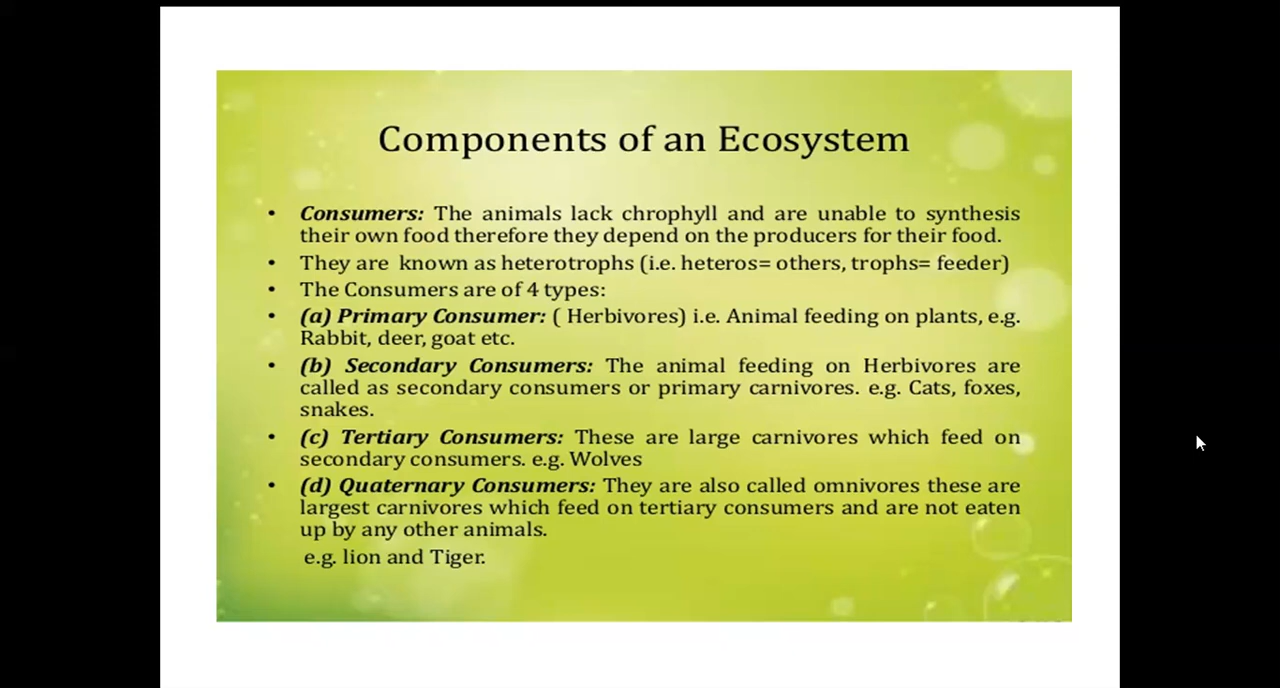 Components of an Ecosystem
• Consumers: The animals lack chrophyll and are unable to synthesis
their own food therefore they depend on the producers for their food.
• They are known as heterotrophs (i.e. heteros= others, trophs= feeder)
• The Consumers are of 4 types:
• (a) Primary Consumer: ( Herbivores) i.e. Animal feeding on plants, e.g.
Rabbit, deer, goat etc.
• (b) Secondary Consumers: The animal feeding on Herbivores are
called as secondary consumers or primary carnivores. e.g. Cats, foxes,
snakes.
• (c) Tertiary Consumers: These are large carnivores which feed on
secondary consumers. e.g. Wolves
• (d) Quaternary Consumers: They are also called omnivores these are
largest carnivores which feed on tertiary consumers and are not eaten
up by any other animals.
e.g. lion and Tiger.